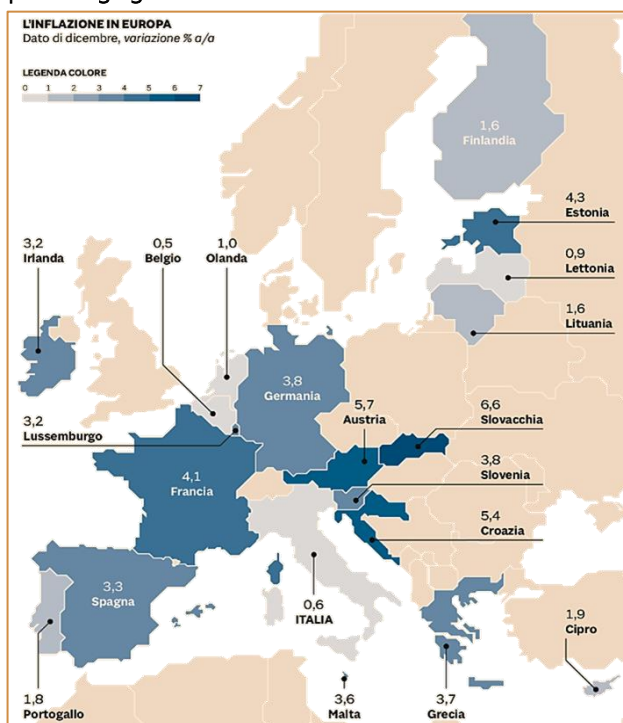 L'INFLAZIONE IN EUROPA
Dato di dicembre, variazione % a/a
LEGENDA COLORE
0 1 2 3 4 5 6 7
1,6
Finlandia
4,3
Estonia
0,9
Lettonia
1,6
Lituania
3,2
Irlanda
0,5
Belgio
1,0
Olanda
3,8
Germania
3,2
Lussemburgo
5,7
Austria
6,6
Slovacchia
3,8
Slovenia
5,4
Croazia
4,1
Francia
3,3
Spagna
0,6
ITALIA
1,9
Cipro
1,8
Portogallo
3,6
Malta
3,7
Grecia